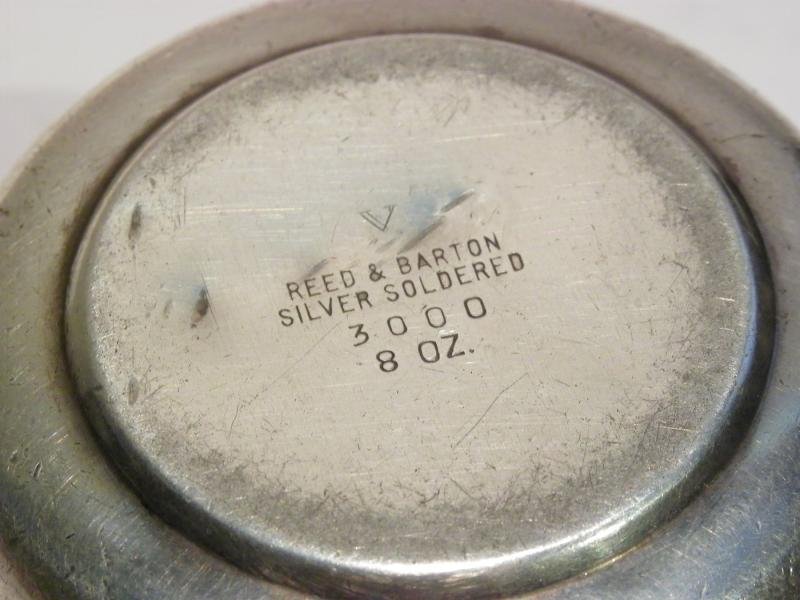 V
REED & BARTON
SILVER SOLDERED
3000
8 OZ.